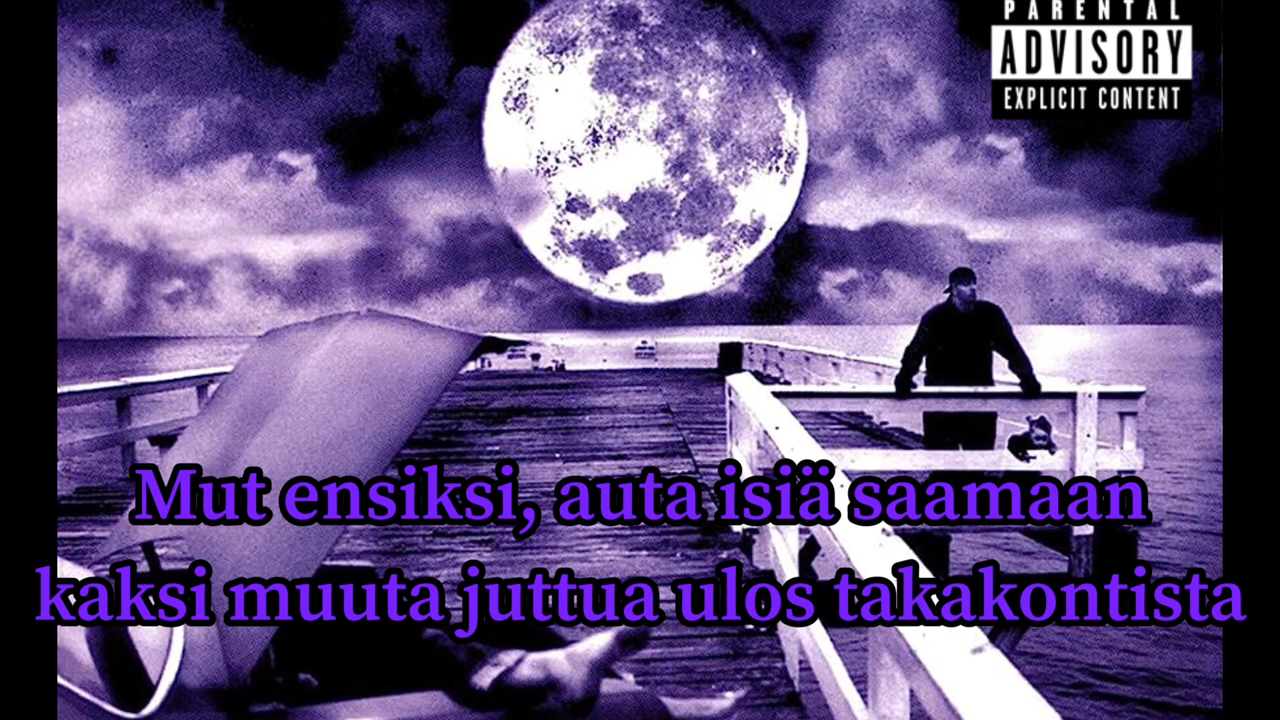 PARENTAL
ADVISORY
EXPLICIT CONTENT
Mut ensiksi, auta isiä saamaan
kaksi muuta juttua ulos takakontista